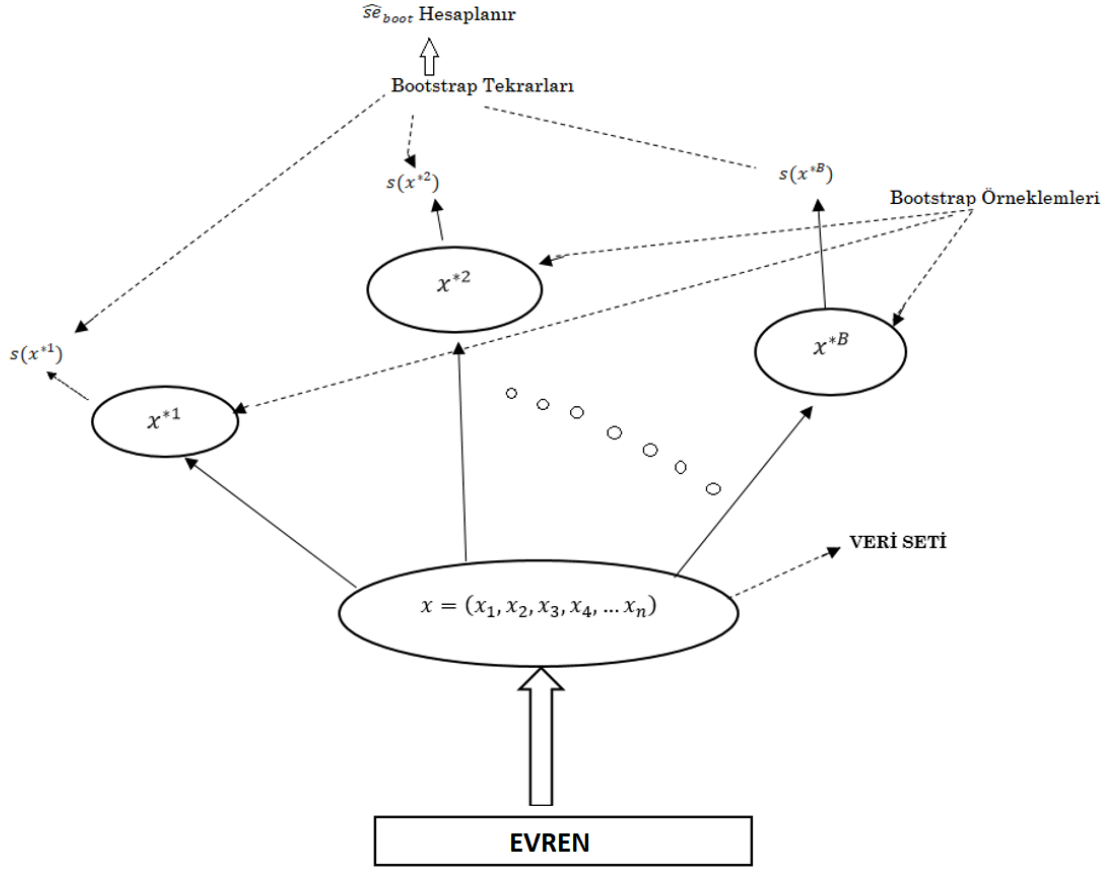 ŝe_boot Hesaplanır
Bootstrap Tekrarları
s(x*²)
s(x*ᴮ)
Bootstrap Örneklemleri
x*²
x*ᴮ
s(x*¹)
x*¹
VERİ SETİ
x = (x₁, x₂, x₃, x₄, … xₙ)
EVREN